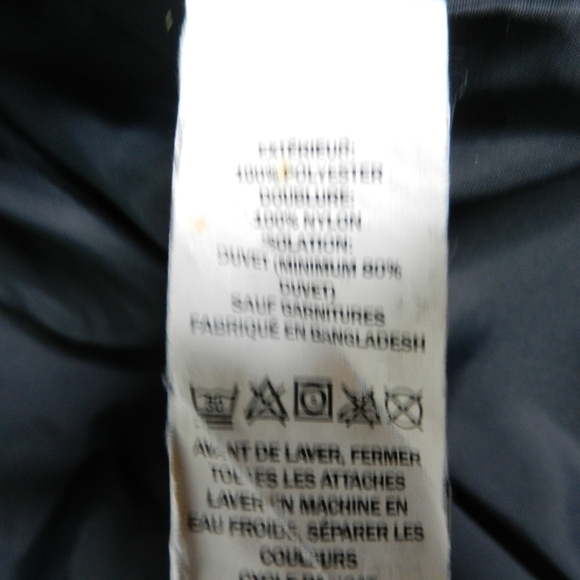 EXTÉRIEUR:
100% POLYESTER
DOUBLURE:
100% NYLON
ISOLATION:
DUVET (MINIMUM 80%
DUVET)
SAUF GARNITURES
FABRIQUÉ EN BANGLADESH
30
AVANT DE LAVER, FERMER
TOUTES LES ATTACHES
LAVER EN MACHINE EN
EAU FROIDE, SÉPARER LES
COULEURS